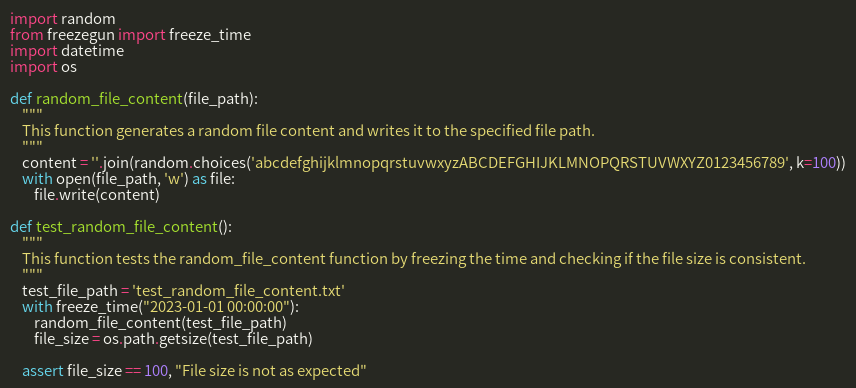 import random
from freezegun import freeze_time
import datetime
import os

def random_file_content(file_path):
    """
    This function generates a random file content and writes it to the specified file path.
    """
    content = ''.join(random.choices('abcdefghijklmnopqrstuvwxyzABCDEFGHIJKLMNOPQRSTUVWXYZ0123456789', k=100))
    with open(file_path, 'w') as file:
        file.write(content)

def test_random_file_content():
    """
    This function tests the random_file_content function by freezing the time and checking if the file size is consistent.
    """
    test_file_path = 'test_random_file_content.txt'
    with freeze_time("2023-01-01 00:00:00"):
        random_file_content(test_file_path)
        file_size = os.path.getsize(test_file_path)

    assert file_size == 100, "File size is not as expected"